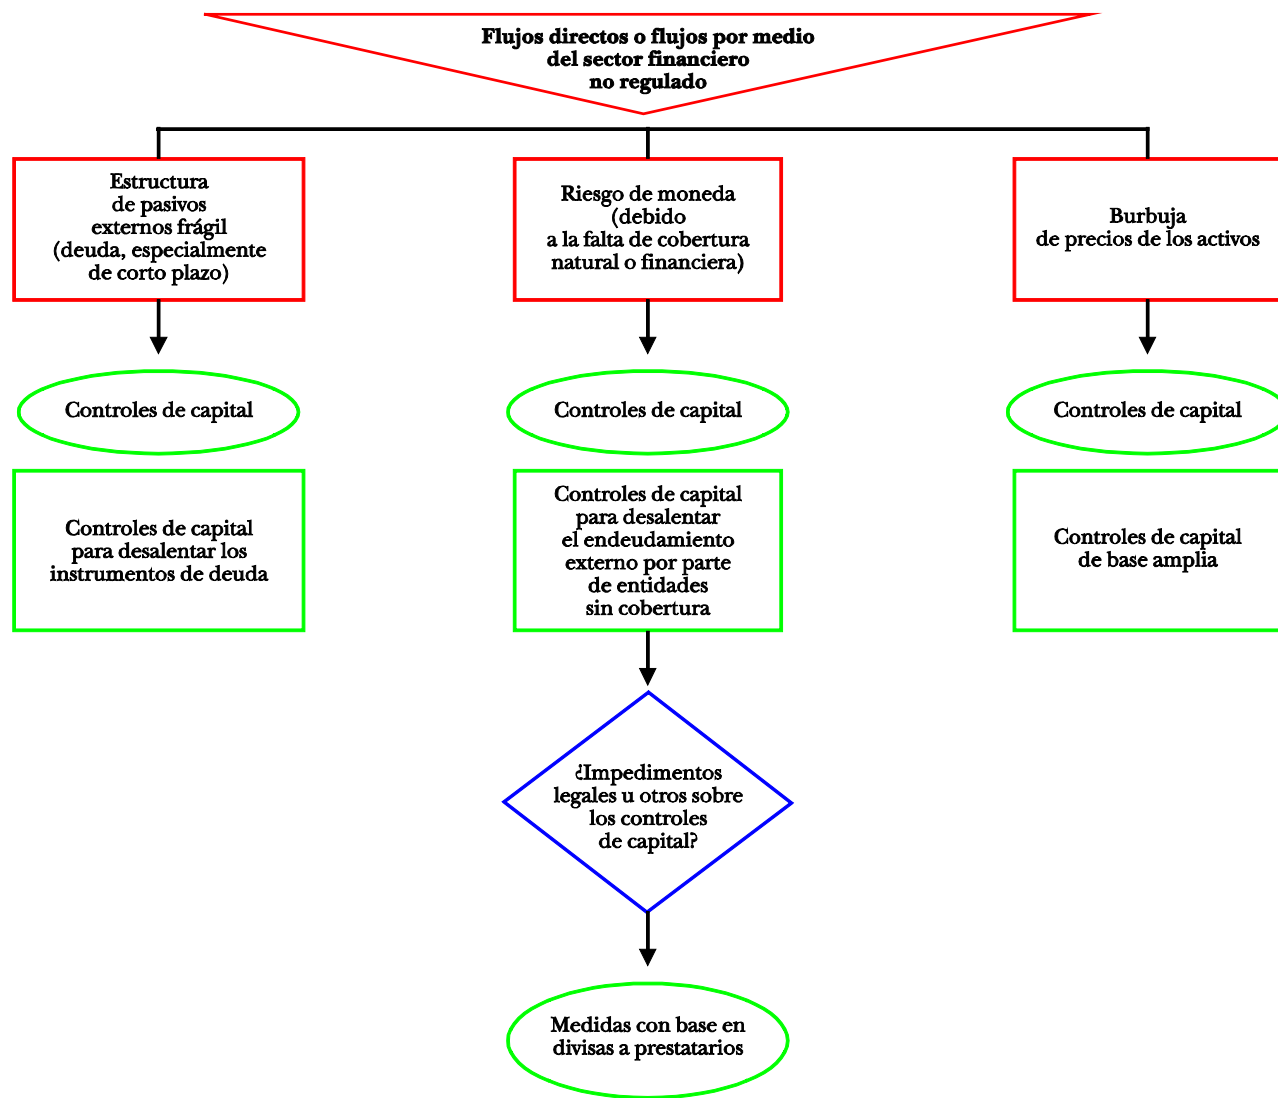 Flujos directos o flujos por medio
del sector financiero
no regulado
Estructura
de pasivos
externos frágil
(deuda, especialmente
de corto plazo)
Riesgo de moneda
(debido
a la falta de cobertura
natural o financiera)
Burbuja
de precios de los activos
Controles de capital
Controles de capital
Controles de capital
Controles de capital
para desalentar los
instrumentos de deuda
Controles de capital
para desalentar
el endeudamiento
externo por parte
de entidades
sin cobertura
Controles de capital
de base amplia
¿Impedimentos
legales u otros sobre
los controles
de capital?
Medidas con base en
divisas a prestatarios